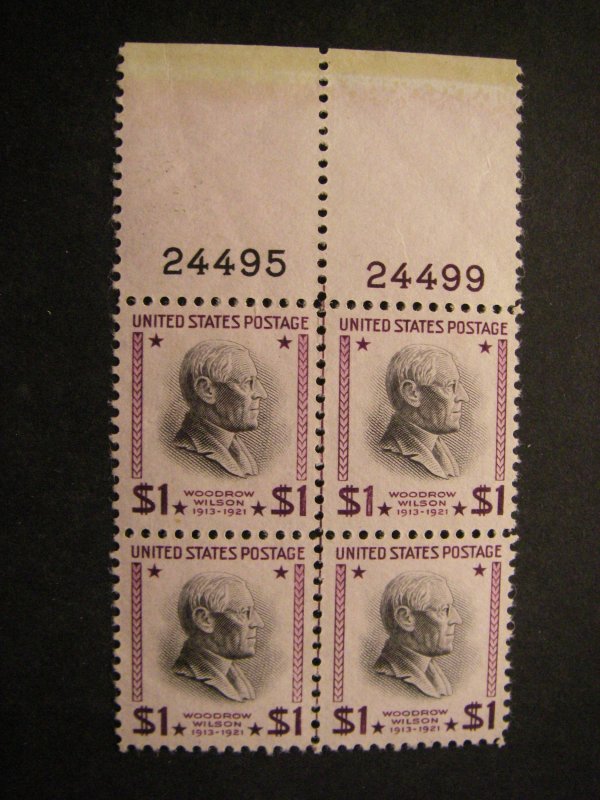 24495 24499
UNITED STATES POSTAGE UNITED STATES POSTAGE
WOODROW WOODROW
$1 WILSON $1 $1 WILSON $1
1913-1921 1913-1921
UNITED STATES POSTAGE UNITED STATES POSTAGE
WOODROW WOODROW
$1 WILSON $1 $1 WILSON $1
1913-1921 1913-1921